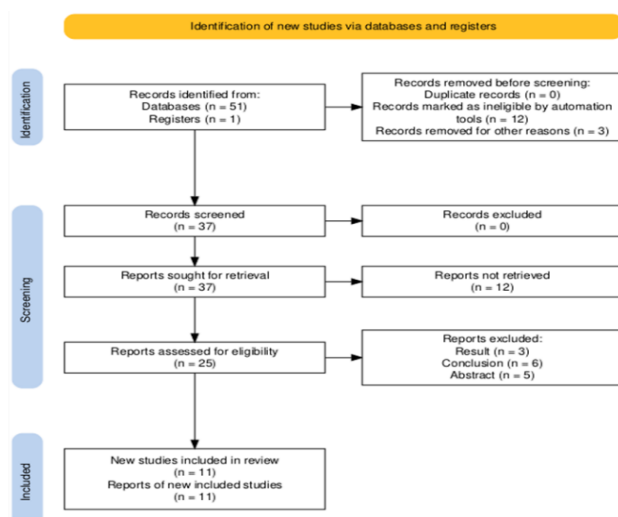 Identification of new studies via databases and registers
Identification
Records identified from:
Databases (n = 51)
Registers (n = 1)
Records removed before screening:
Duplicate records (n = 0)
Records marked as ineligible by automation
tools (n = 12)
Records removed for other reasons (n = 3)
Screening
Records screened
(n = 37)
Records excluded
(n = 0)
Reports sought for retrieval
(n = 37)
Reports not retrieved
(n = 12)
Reports assessed for eligibility
(n = 25)
Reports excluded:
Result (n = 3)
Conclusion (n = 6)
Abstract (n = 5)
Included
New studies included in review
(n = 11)
Reports of new included studies
(n = 11)